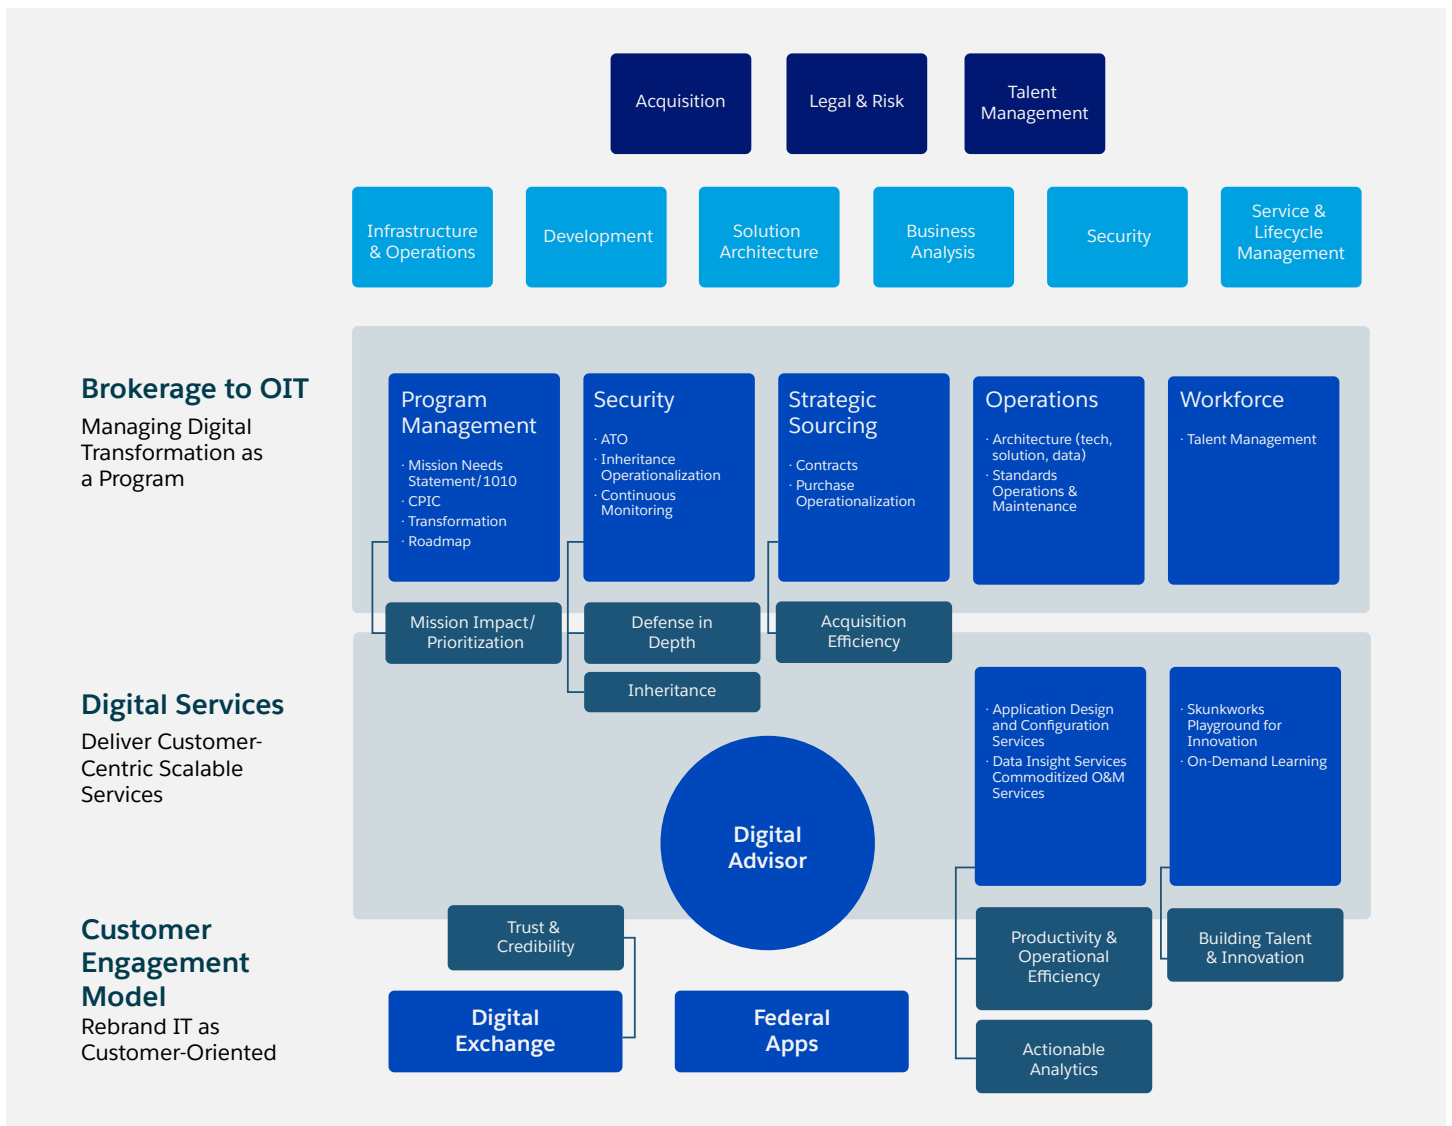 Acquisition
Legal & Risk
Talent
Management
Infrastructure
& Operations
Development
Solution
Architecture
Business
Analysis
Security
Service &
Lifecycle
Management
Brokerage to OIT
Managing Digital
Transformation as
a Program
Program
Management
· Mission Needs
Statement/1010
· CPIC
· Transformation
· Roadmap
Security
· ATO
· Inheritance
Operationalization
· Continuous
Monitoring
Strategic
Sourcing
· Contracts
· Purchase
Operationalization
Operations
· Architecture (tech,
solution, data)
· Standards
Operations &
Maintenance
Workforce
· Talent Management
Mission Impact/
Prioritization
Defense in
Depth
Acquisition
Efficiency
Inheritance
Digital Services
Deliver Customer-
Centric Scalable
Services
· Application Design
and Configuration
Services
· Data Insight Services
Commoditized O&M
Services
· Skunkworks
Playground for
Innovation
· On-Demand Learning
Digital
Advisor
Customer
Engagement
Model
Rebrand IT as
Customer-Oriented
Trust &
Credibility
Digital
Exchange
Federal
Apps
Productivity &
Operational
Efficiency
Building Talent
& Innovation
Actionable
Analytics